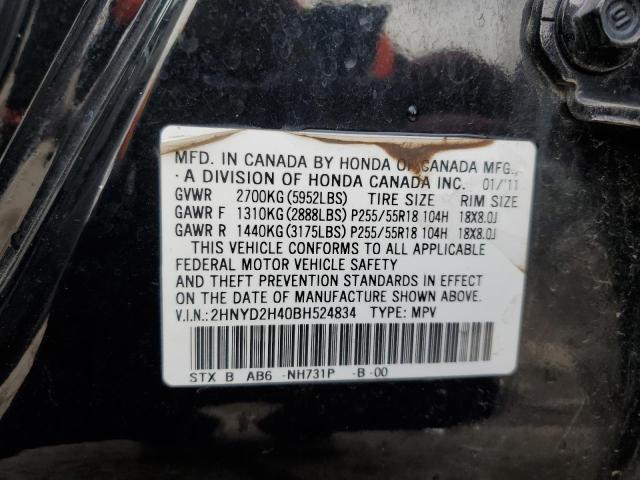 MFD. IN CANADA BY HONDA OF CANADA MFG.,
A DIVISION OF HONDA CANADA INC. 01/'11
GVWR 2700KG (5952LBS) TIRE SIZE RIM SIZE
GAWR F 1310KG (2888LBS) P255/55R18 104H 18X8.0J
GAWR R 1440KG (3175LBS) P255/55R18 104H 18X8.0J
THIS VEHICLE CONFORMS TO ALL APPLICABLE
FEDERAL MOTOR VEHICLE SAFETY
AND THEFT PREVENTION STANDARDS IN EFFECT
ON THE DATE OF MANUFACTURE SHOWN ABOVE.
V.I.N.: 2HNYD2H40BH524834 TYPE: MPV
STX B AB6 -NH731P -B-00